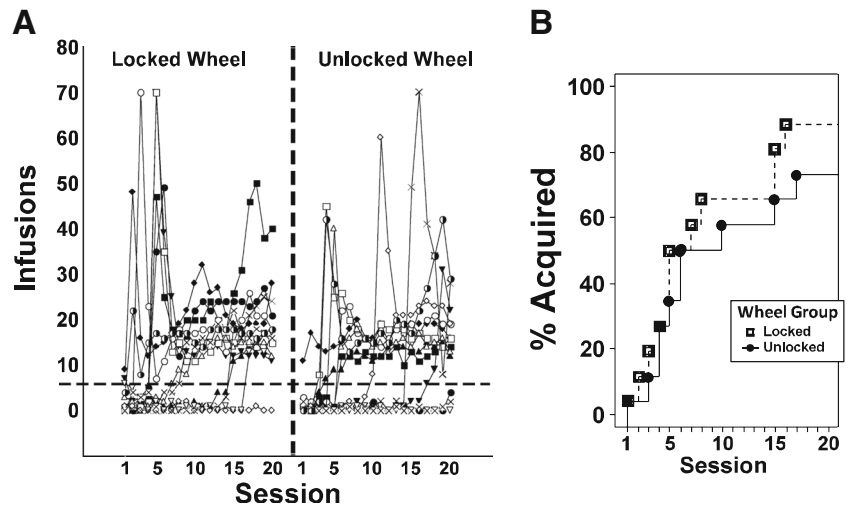 A
Locked Wheel
Unlocked Wheel
Infusions
80
70
60
50
40
30
20
10
0
1 5 10 15 20 1 5 10 15 20
Session
B
% Acquired
100
80
60
40
20
0
Wheel Group
Locked
Unlocked
1 5 10 15 20
Session